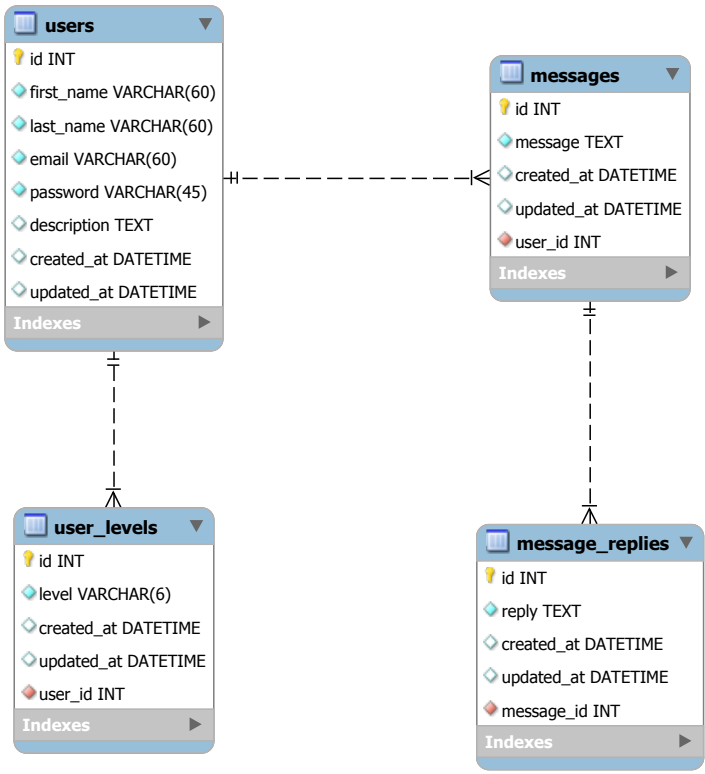 users
id INT
first_name VARCHAR(60)
last_name VARCHAR(60)
email VARCHAR(60)
password VARCHAR(45)
description TEXT
created_at DATETIME
updated_at DATETIME
Indexes
messages
id INT
message TEXT
created_at DATETIME
updated_at DATETIME
user_id INT
Indexes
user_levels
id INT
level VARCHAR(6)
created_at DATETIME
updated_at DATETIME
user_id INT
Indexes
message_replies
id INT
reply TEXT
created_at DATETIME
updated_at DATETIME
message_id INT
Indexes